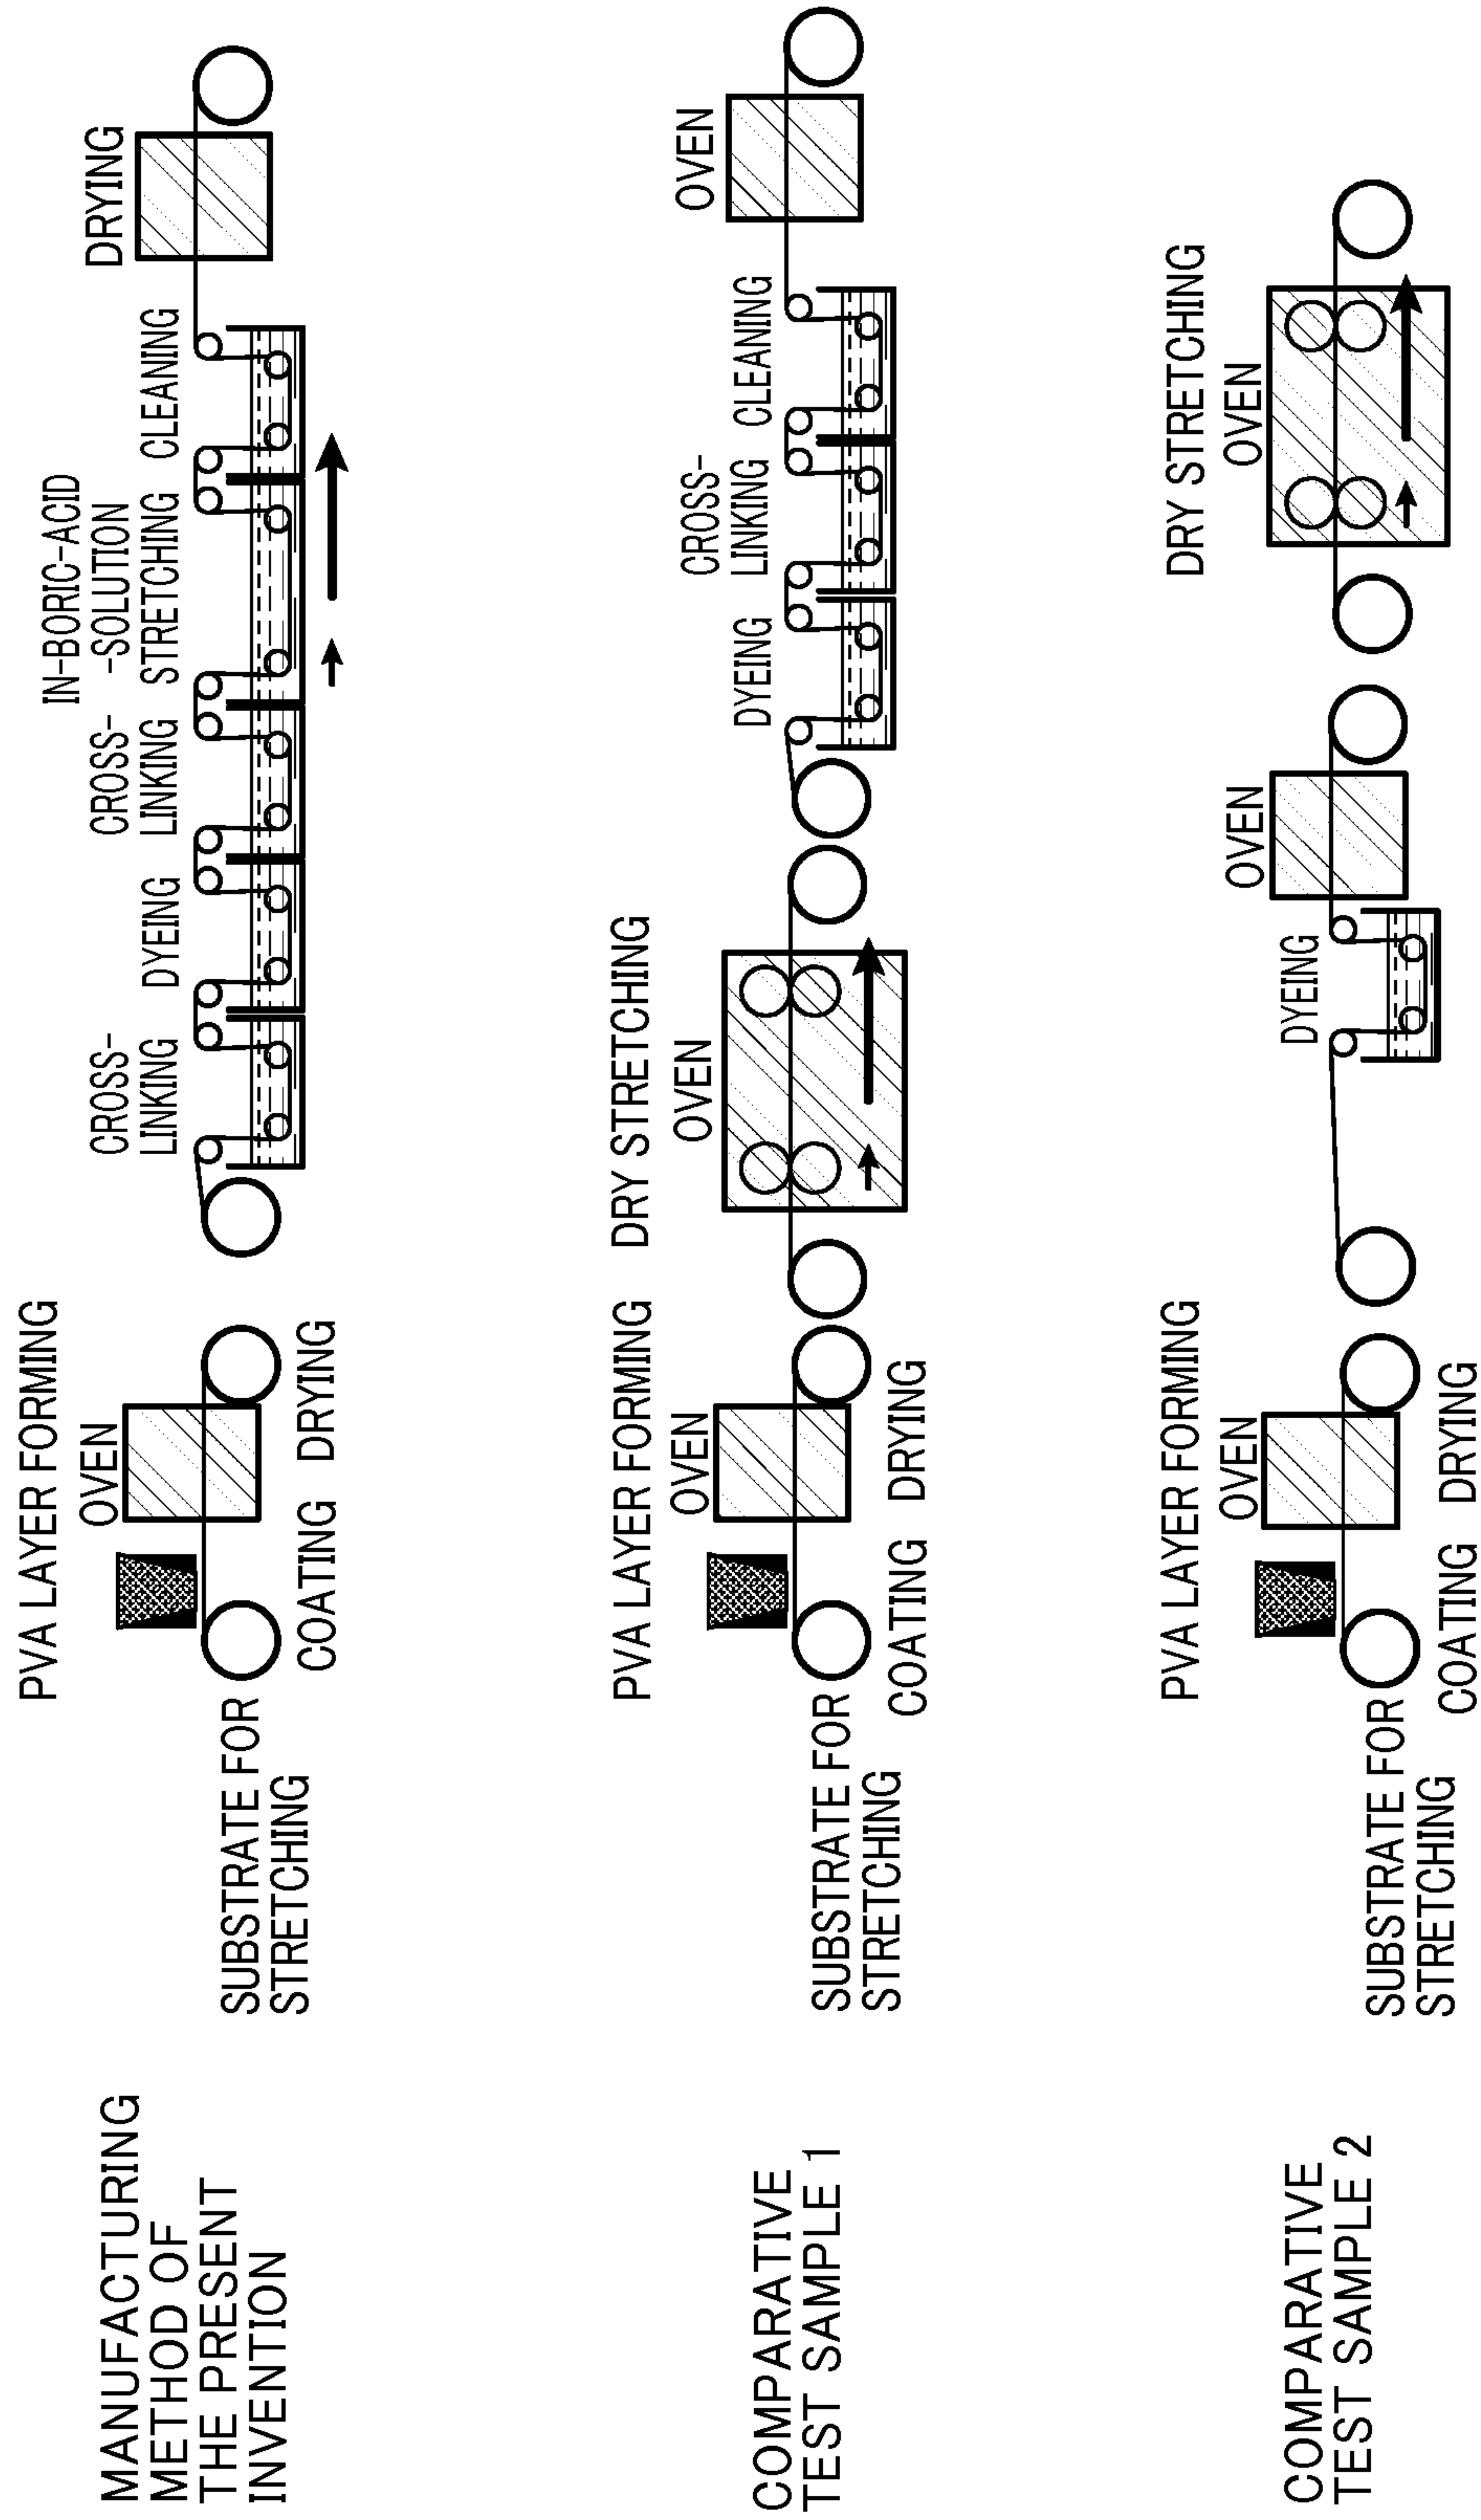 MANUFACTURING
METHOD OF
THE PRESENT
INVENTION
SUBSTRATE FOR
STRETCHING
PVA LAYER FORMING
OVEN
COATING DRYING
CROSS-
LINKING
DYEING
CROSS-
LINKING
IN-BORIC-ACID
-SOLUTION
STRETCHING
CLEANING
DRYING
COMPARATIVE
TEST SAMPLE 1
SUBSTRATE FOR
STRETCHING
PVA LAYER FORMING
OVEN
COATING DRYING
DRY STRETCHING
OVEN
DYEING
CROSS-
LINKING
CLEANING
OVEN
COMPARATIVE
TEST SAMPLE 2
SUBSTRATE FOR
STRETCHING
PVA LAYER FORMING
OVEN
COATING DRYING
DYEING
OVEN
DRY STRETCHING
OVEN